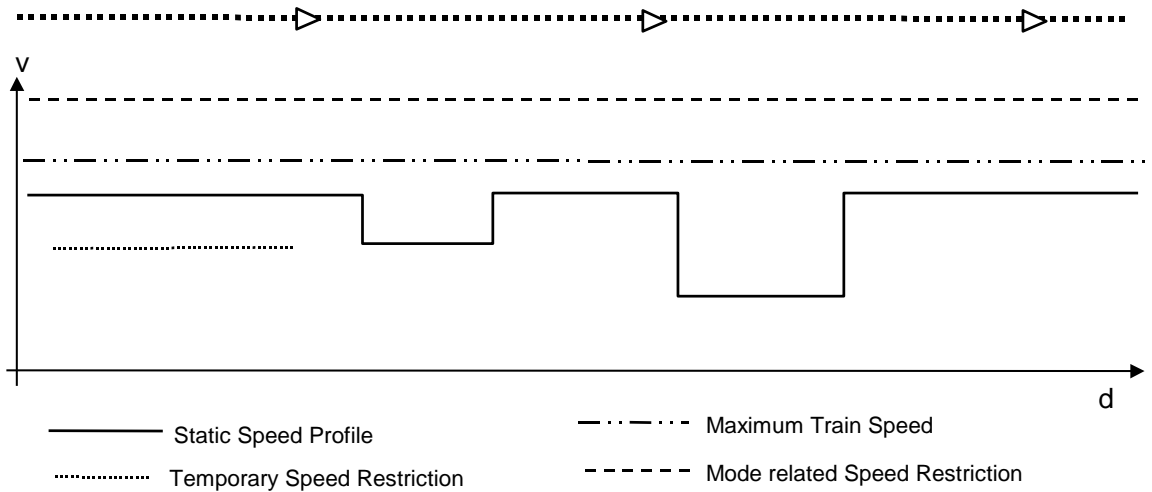 v
d
Static Speed Profile
Maximum Train Speed
Temporary Speed Restriction
Mode related Speed Restriction